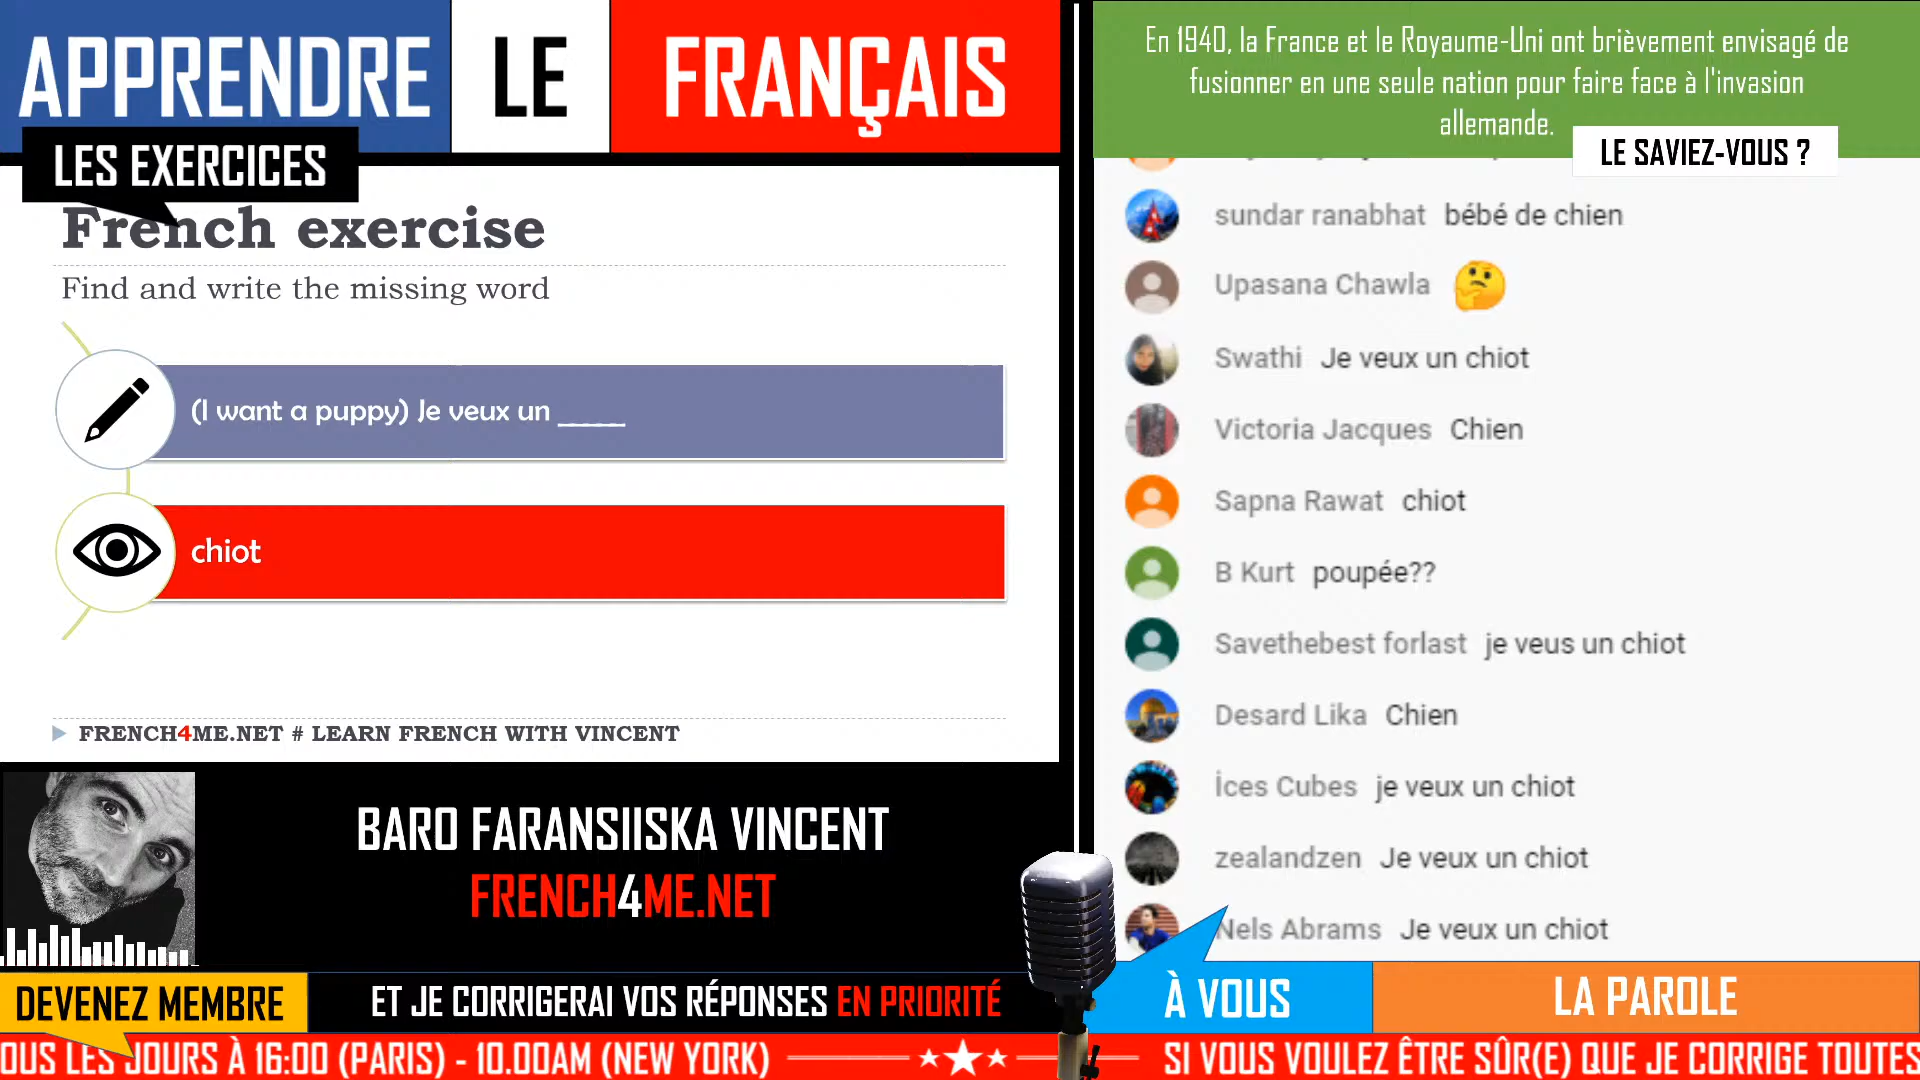 APPRENDRE LE FRANÇAIS
LES EXERCICES
French exercise
Find and write the missing word
(I want a puppy) Je veux un _____
chiot
FRENCH4ME.NET # LEARN FRENCH WITH VINCENT
BARO FARANSIISKA VINCENT
FRENCH4ME.NET
DEVENEZ MEMBRE
ET JE CORRIGERAI VOS RÉPONSES EN PRIORITÉ
En 1940, la France et le Royaume-Uni ont brièvement envisagé de
fusionner en une seule nation pour faire face à l'invasion
allemande.
LE SAVIEZ-VOUS ?
sundar ranabhat bébé de chien
Upasana Chawla
Swathi Je veux un chiot
Victoria Jacques Chien
Sapna Rawat chiot
B Kurt poupée??
Savethebest forlast je veus un chiot
Desard Lika Chien
İces Cubes je veux un chiot
zealandzen Je veux un chiot
Nels Abrams Je veux un chiot
À VOUS
LA PAROLE
OUS LES JOURS À 16:00 (PARIS) - 10.00AM (NEW YORK)
SI VOUS VOULEZ ÊTRE SÛR(E) QUE JE CORRIGE TOUTES